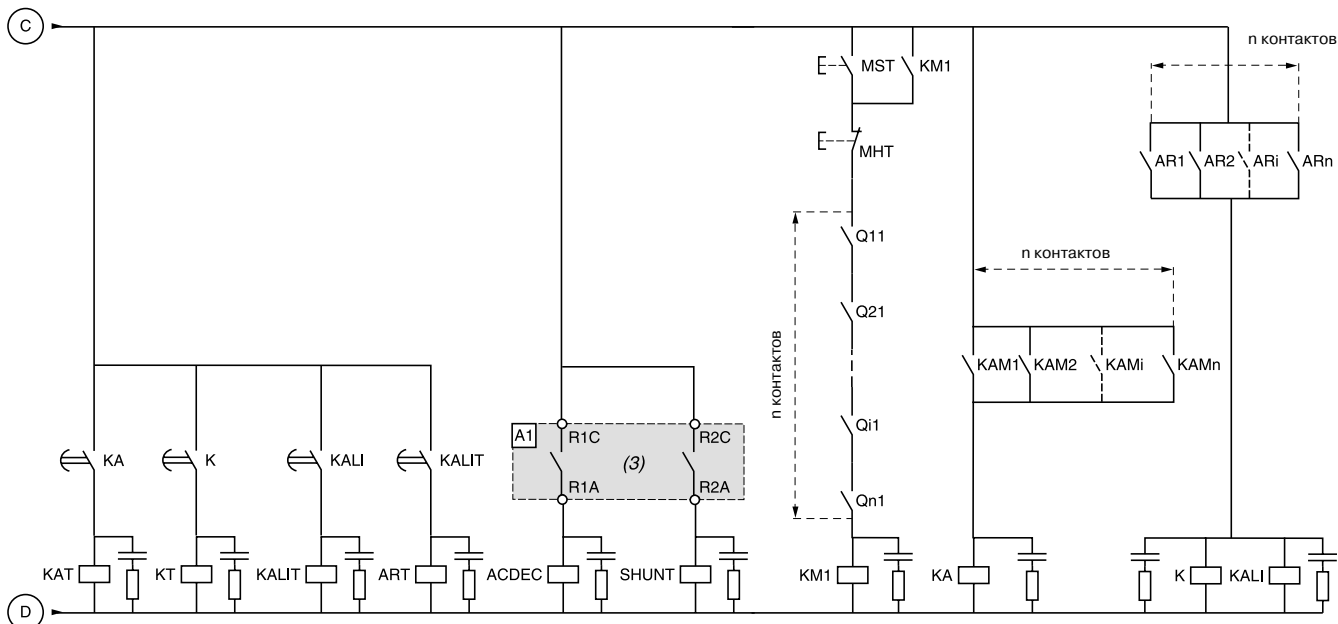 C
n контактов
MST KM1
MHT
AR1 AR2 ARi ARn
Q11
n контактов
Q21
n контактов
KAM1 KAM2 KAMi KAMn
A1 R1C R2C
Qi1
KA K KALI KALIT
(3)
R1A R2A
Qn1
KAT KT KALIT ART ACDEC SHUNT KM1 KA K KALI
D